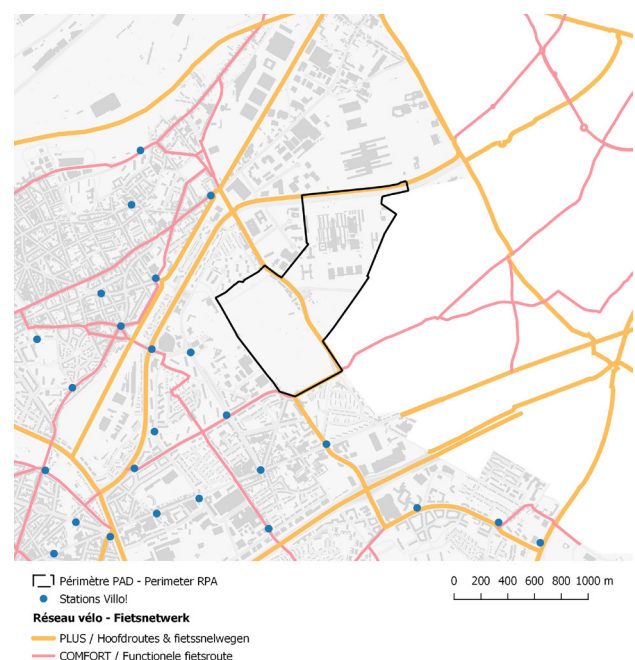 Périmètre PAD - Perimeter RPA
Stations Villo!
Réseau vélo - Fietsnetwerk
PLUS / Hoofdroutes & fietssnelwegen
COMFORT / Functionele fietsroute
0 200 400 600 800 1000 m